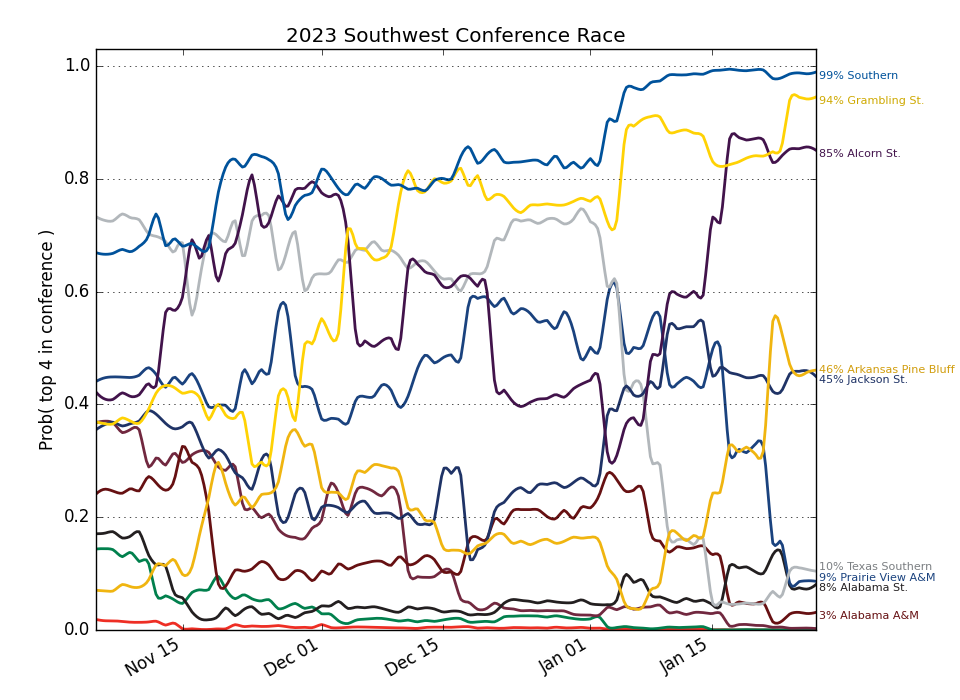 2023 Southwest Conference Race
Prob( top 4 in conference )
1.0
0.8
0.6
0.4
0.2
0.0
Nov 15
Dec 01
Dec 15
Jan 01
Jan 15
99% Southern
94% Grambling St.
85% Alcorn St.
46% Arkansas Pine Bluff
45% Jackson St.
10% Texas Southern
9% Prairie View A&M
8% Alabama St.
3% Alabama A&M